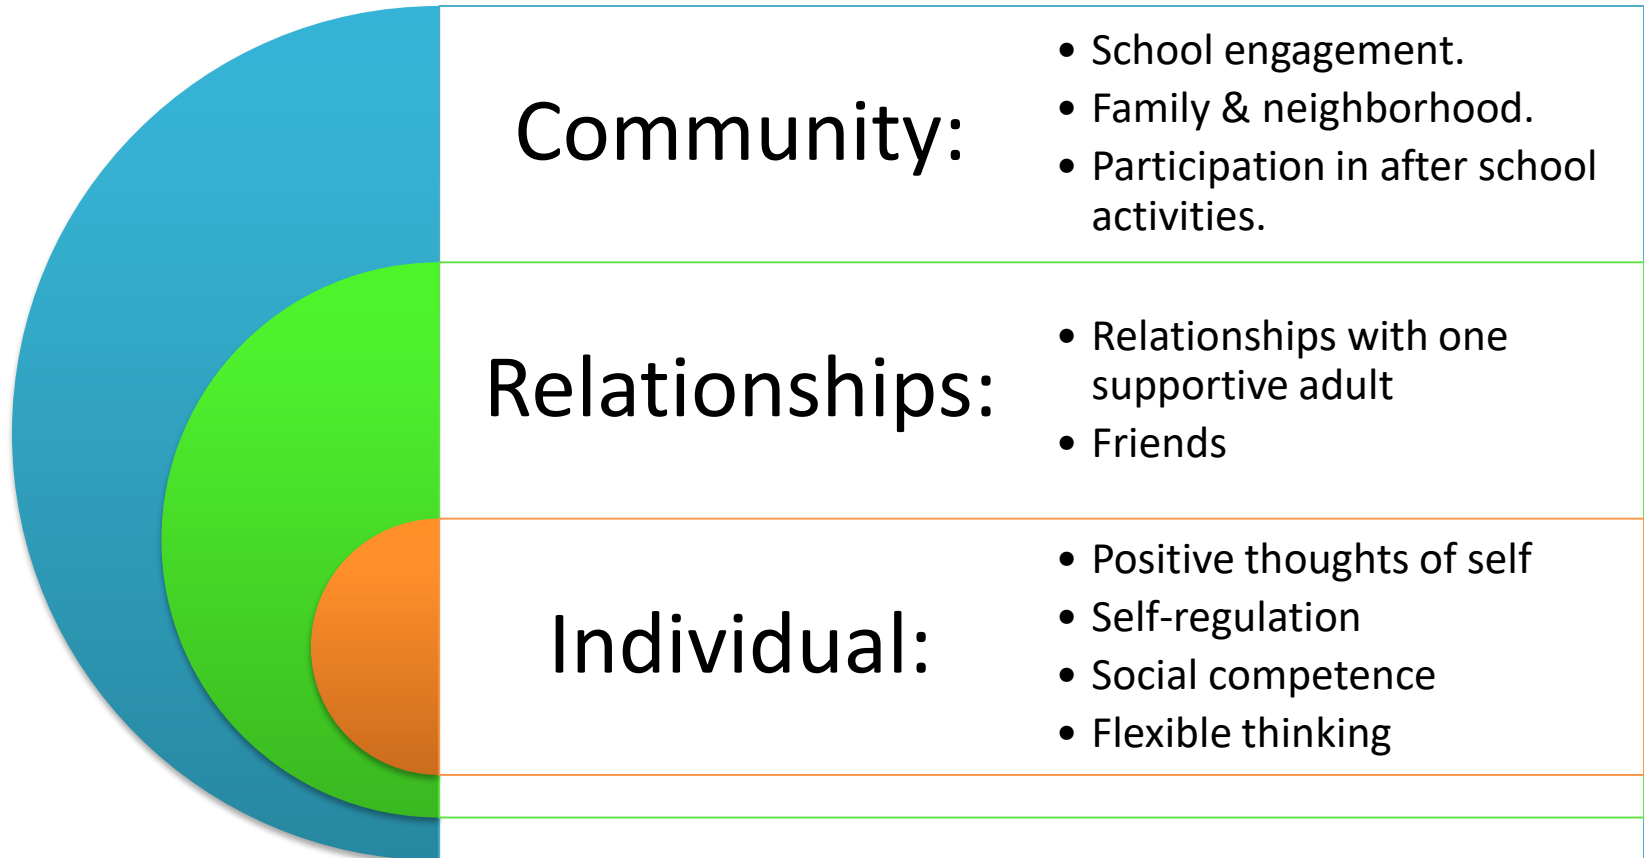 Community:
• School engagement.
• Family & neighborhood.
• Participation in after school
activities.
Relationships:
• Relationships with one
supportive adult
• Friends
Individual:
• Positive thoughts of self
• Self-regulation
• Social competence
• Flexible thinking